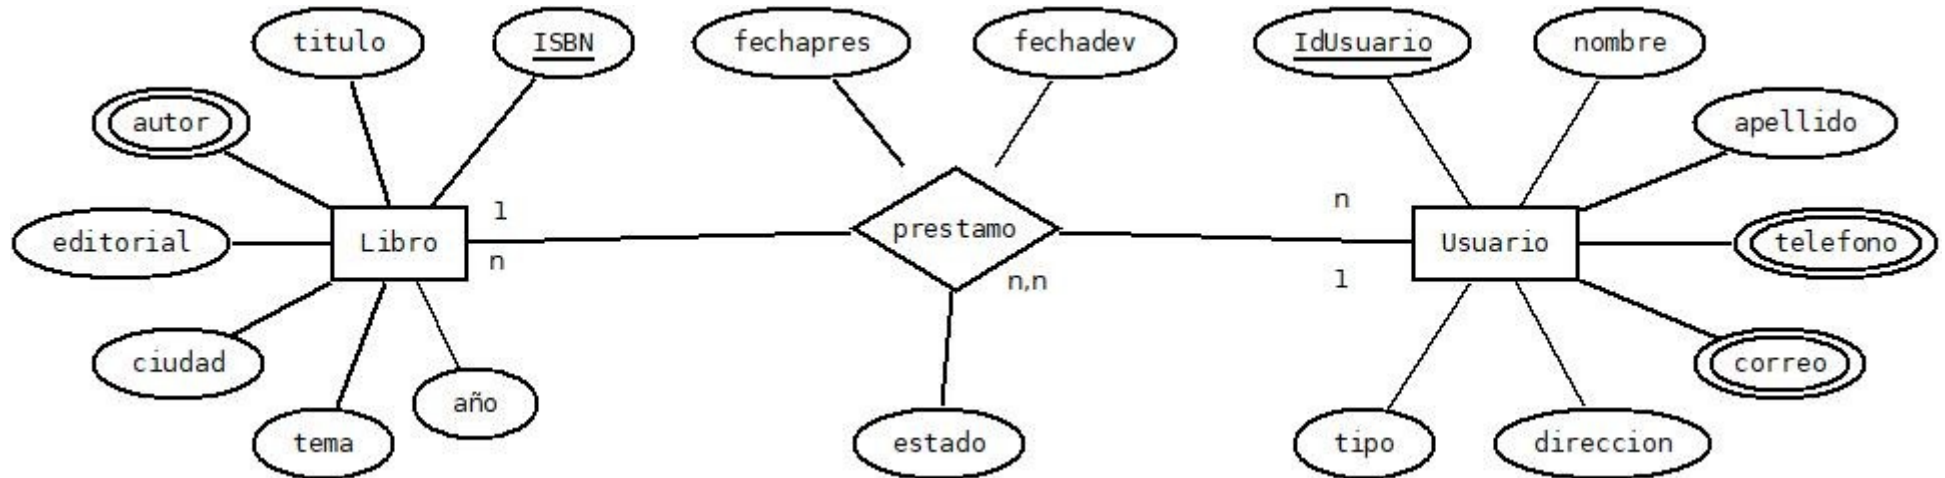 titulo
ISBN
fechapres
fechadev
IdUsuario
nombre
autor
apellido
1
n
editorial
Libro
prestamo
Usuario
telefono
n
n,n
1
ciudad
correo
año
tema
estado
tipo
direccion